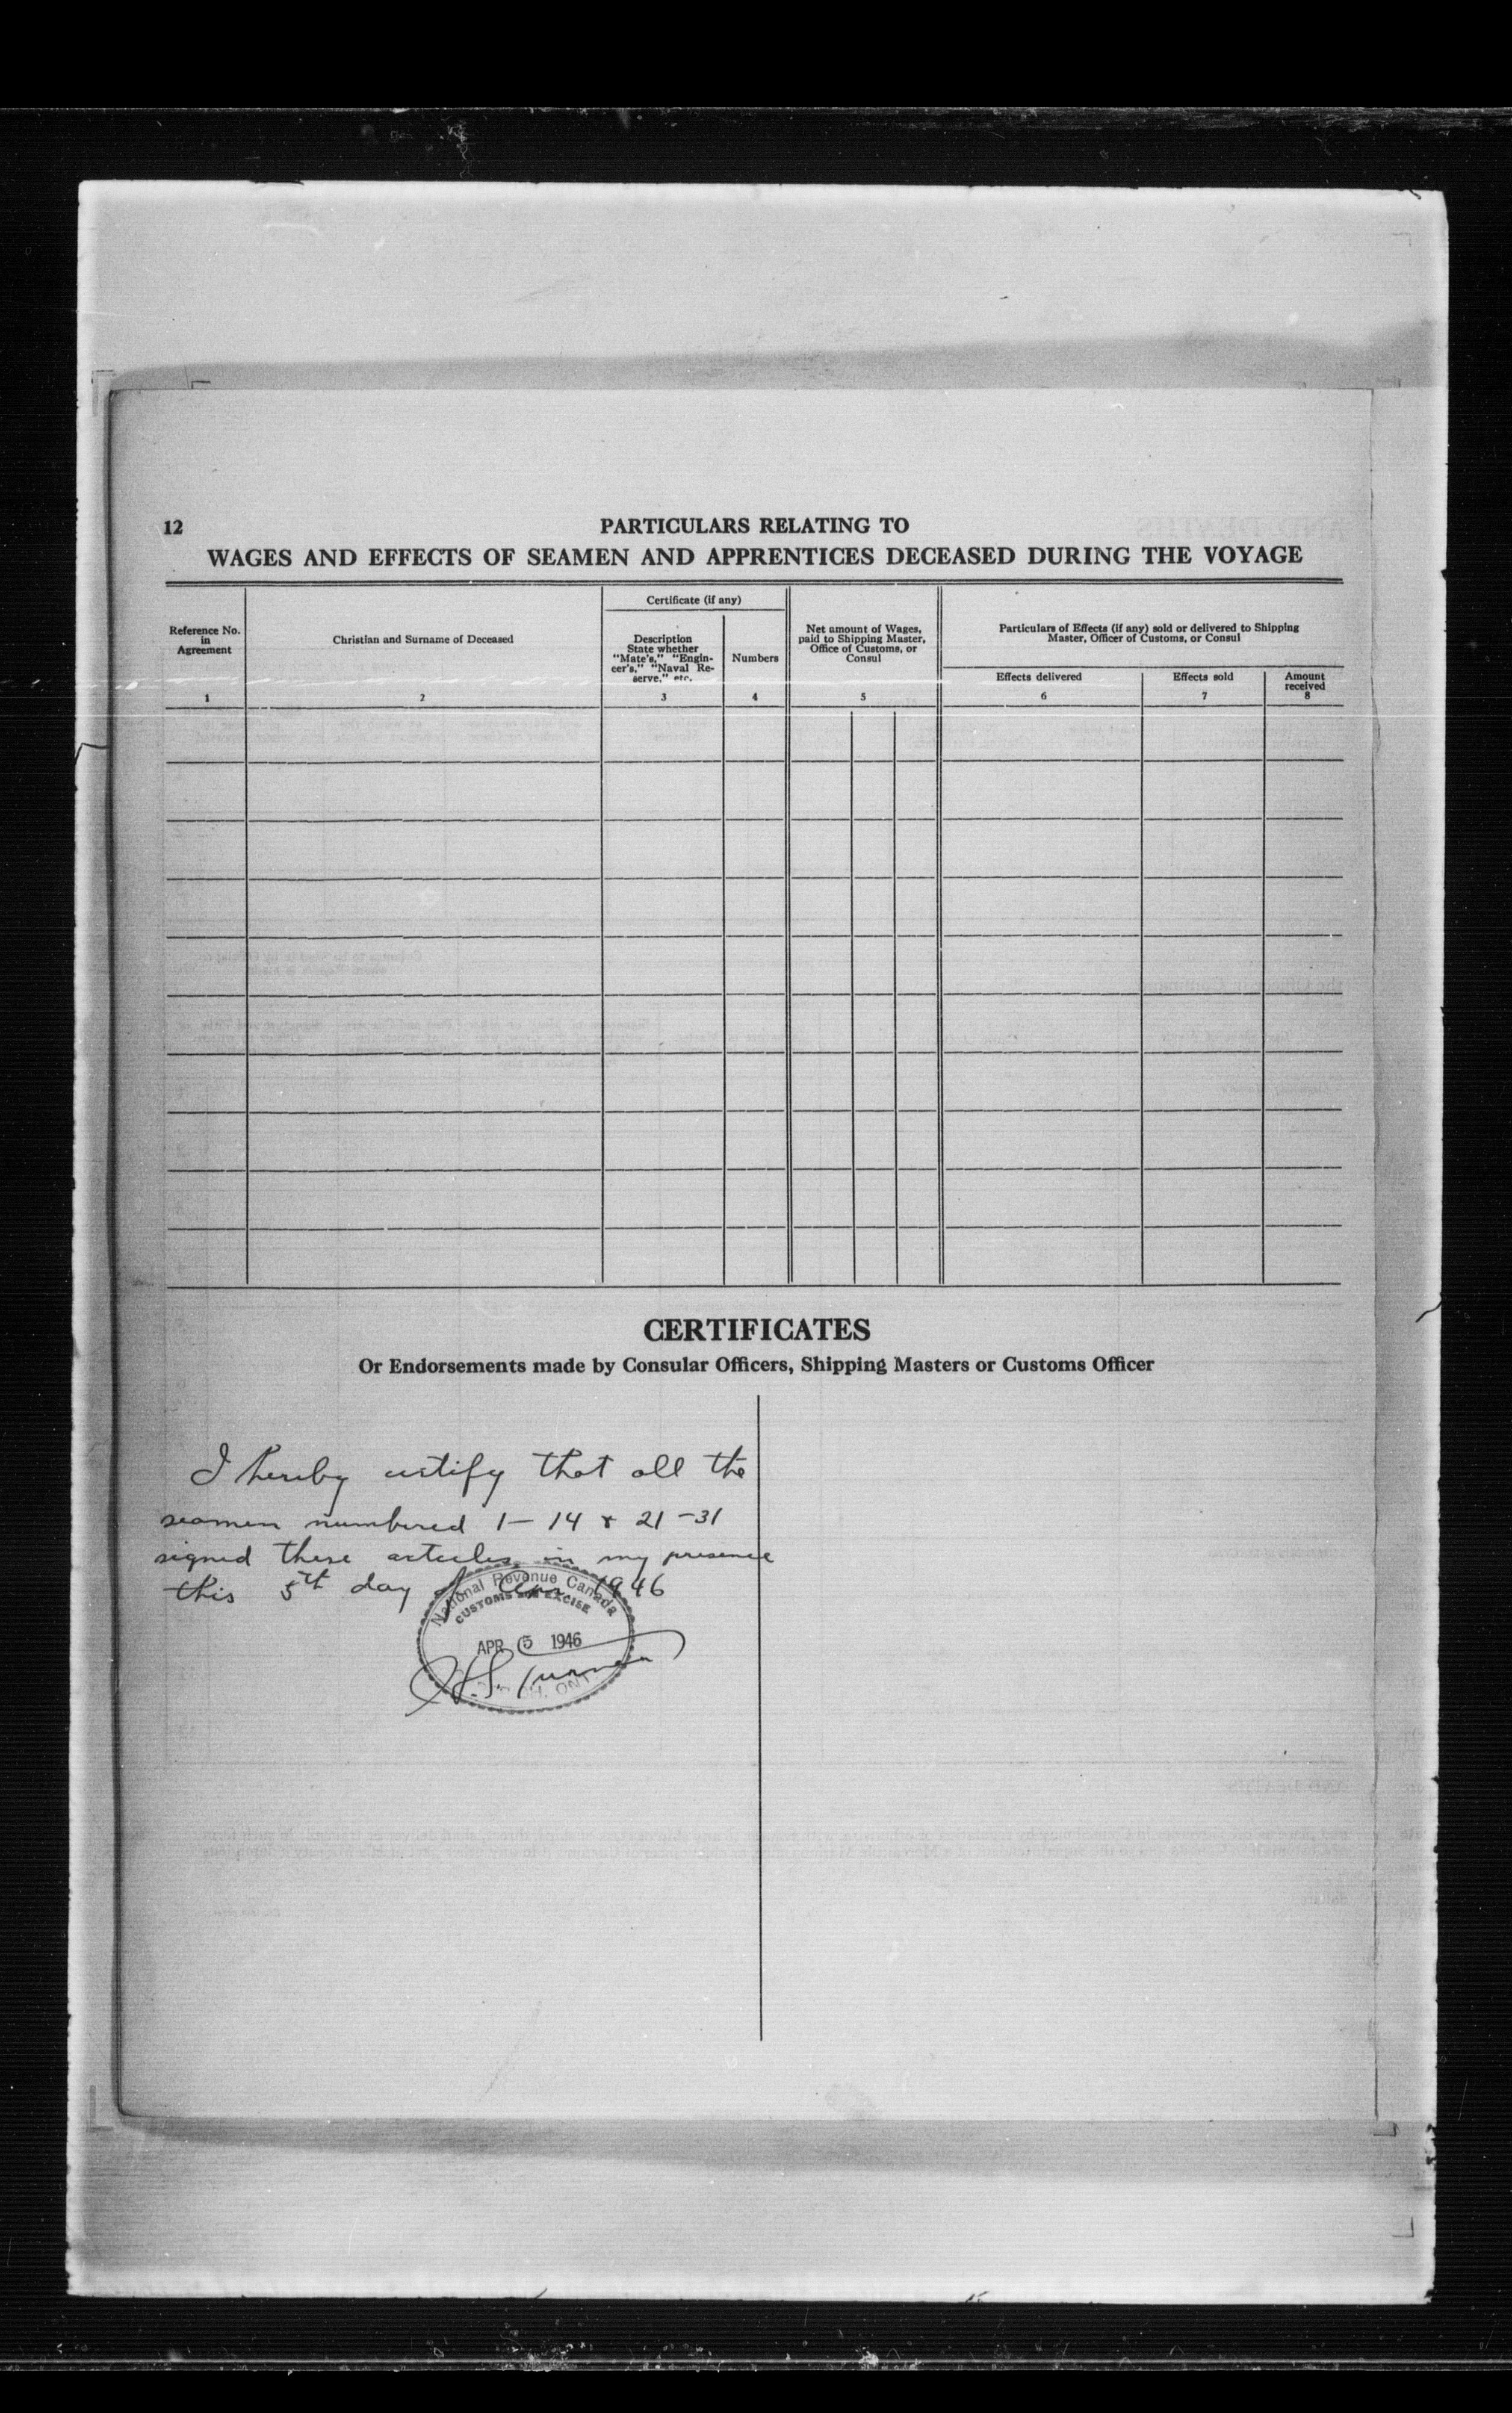 12
PARTICULARS RELATING TO
WAGES AND EFFECTS OF SEAMEN AND APPRENTICES DECEASED DURING THE VOYAGE
Reference No.
in
Agreement
1
Christian and Surname of Deceased
2
Certificate (if any)
Description
State whether
"Mate's," "Engin-
eer's," "Naval Re-
serve," etc.
3
Numbers
4
Net amount of Wages,
paid to Shipping Master,
Office of Customs, or
Consul
5
Particulars of Effects (if any) sold or delivered to Shipping
Master, Officer of Customs, or Consul
Effects delivered
6
Effects sold
7
Amount
received
8
CERTIFICATES
Or Endorsements made by Consular Officers, Shipping Masters or Customs Officer
I hereby certify that all the
seamen numbered 1 - 14 & 21 - 31
signed these articles in my presence
this 5th day of Apr 1946
National Revenue Canada
CUSTOMS AND EXCISE
APR 5 1946
ONT.